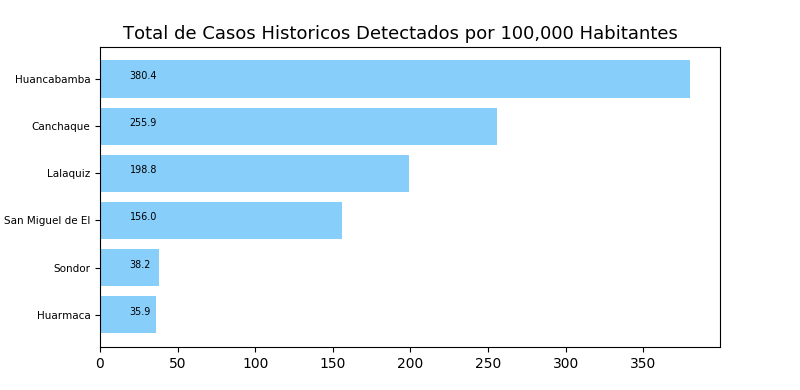 Total de Casos Historicos Detectados por 100,000 Habitantes
Huancabamba 380.4
Canchaque 255.9
Lalaquiz 198.8
San Miguel de El 156.0
Sondor 38.2
Huarmaca 35.9
0 50 100 150 200 250 300 350